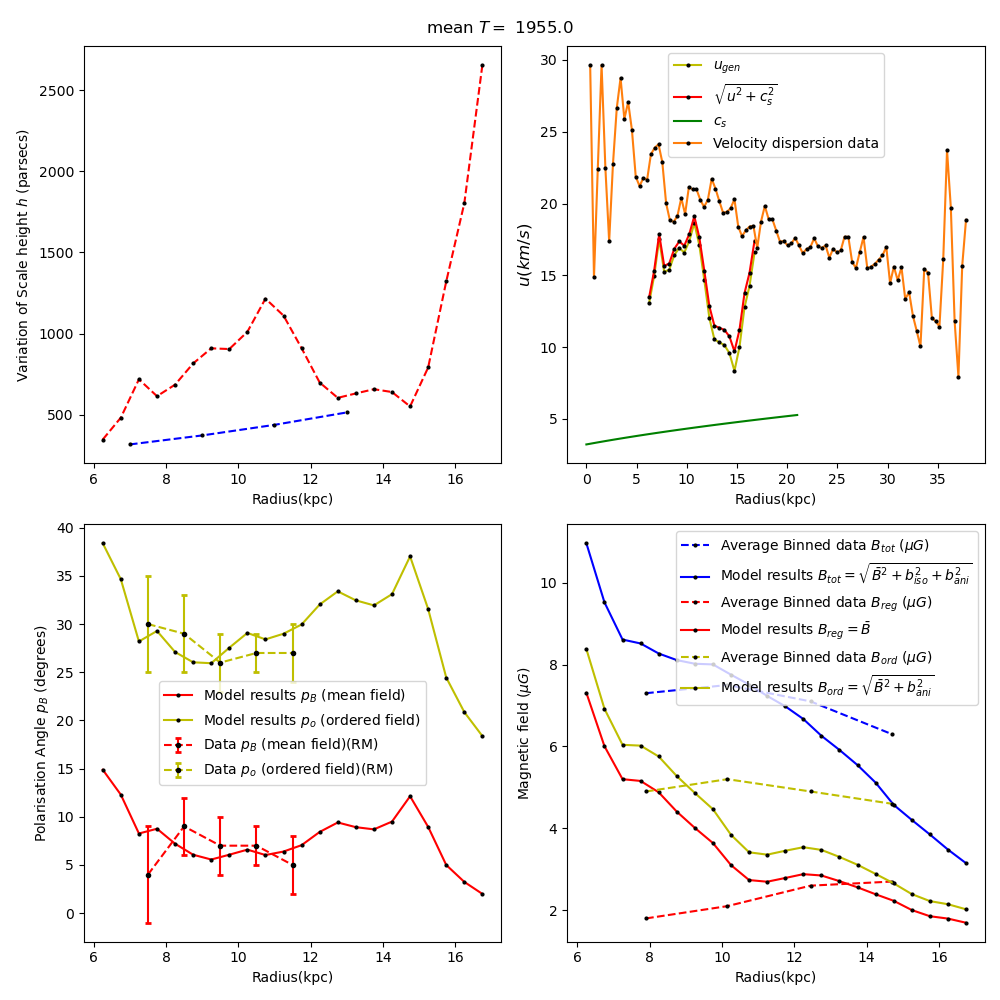 mean T = 1955.0
Variation of Scale height h (parsecs)
2500
2000
1500
1000
500
6 8 10 12 14 16
Radius(kpc)
u(km/s)
30
25
20
15
10
5
u_gen
√(u² + c_s²)
c_s
Velocity dispersion data
0 5 10 15 20 25 30 35
Radius(kpc)
Polarisation Angle p_B (degrees)
40
35
30
25
20
15
10
5
0
Model results p_B (mean field)
Model results p_o (ordered field)
Data p_B (mean field)(RM)
Data p_o (ordered field)(RM)
6 8 10 12 14 16
Radius(kpc)
Magnetic field (μG)
10
8
6
4
2
Average Binned data B_tot (μG)
Model results B_tot = √(B̄² + b²_iso + b²_ani)
Average Binned data B_reg (μG)
Model results B_reg = B̄
Average Binned data B_ord (μG)
Model results B_ord = √(B̄² + b²_ani)
6 8 10 12 14 16
Radius(kpc)